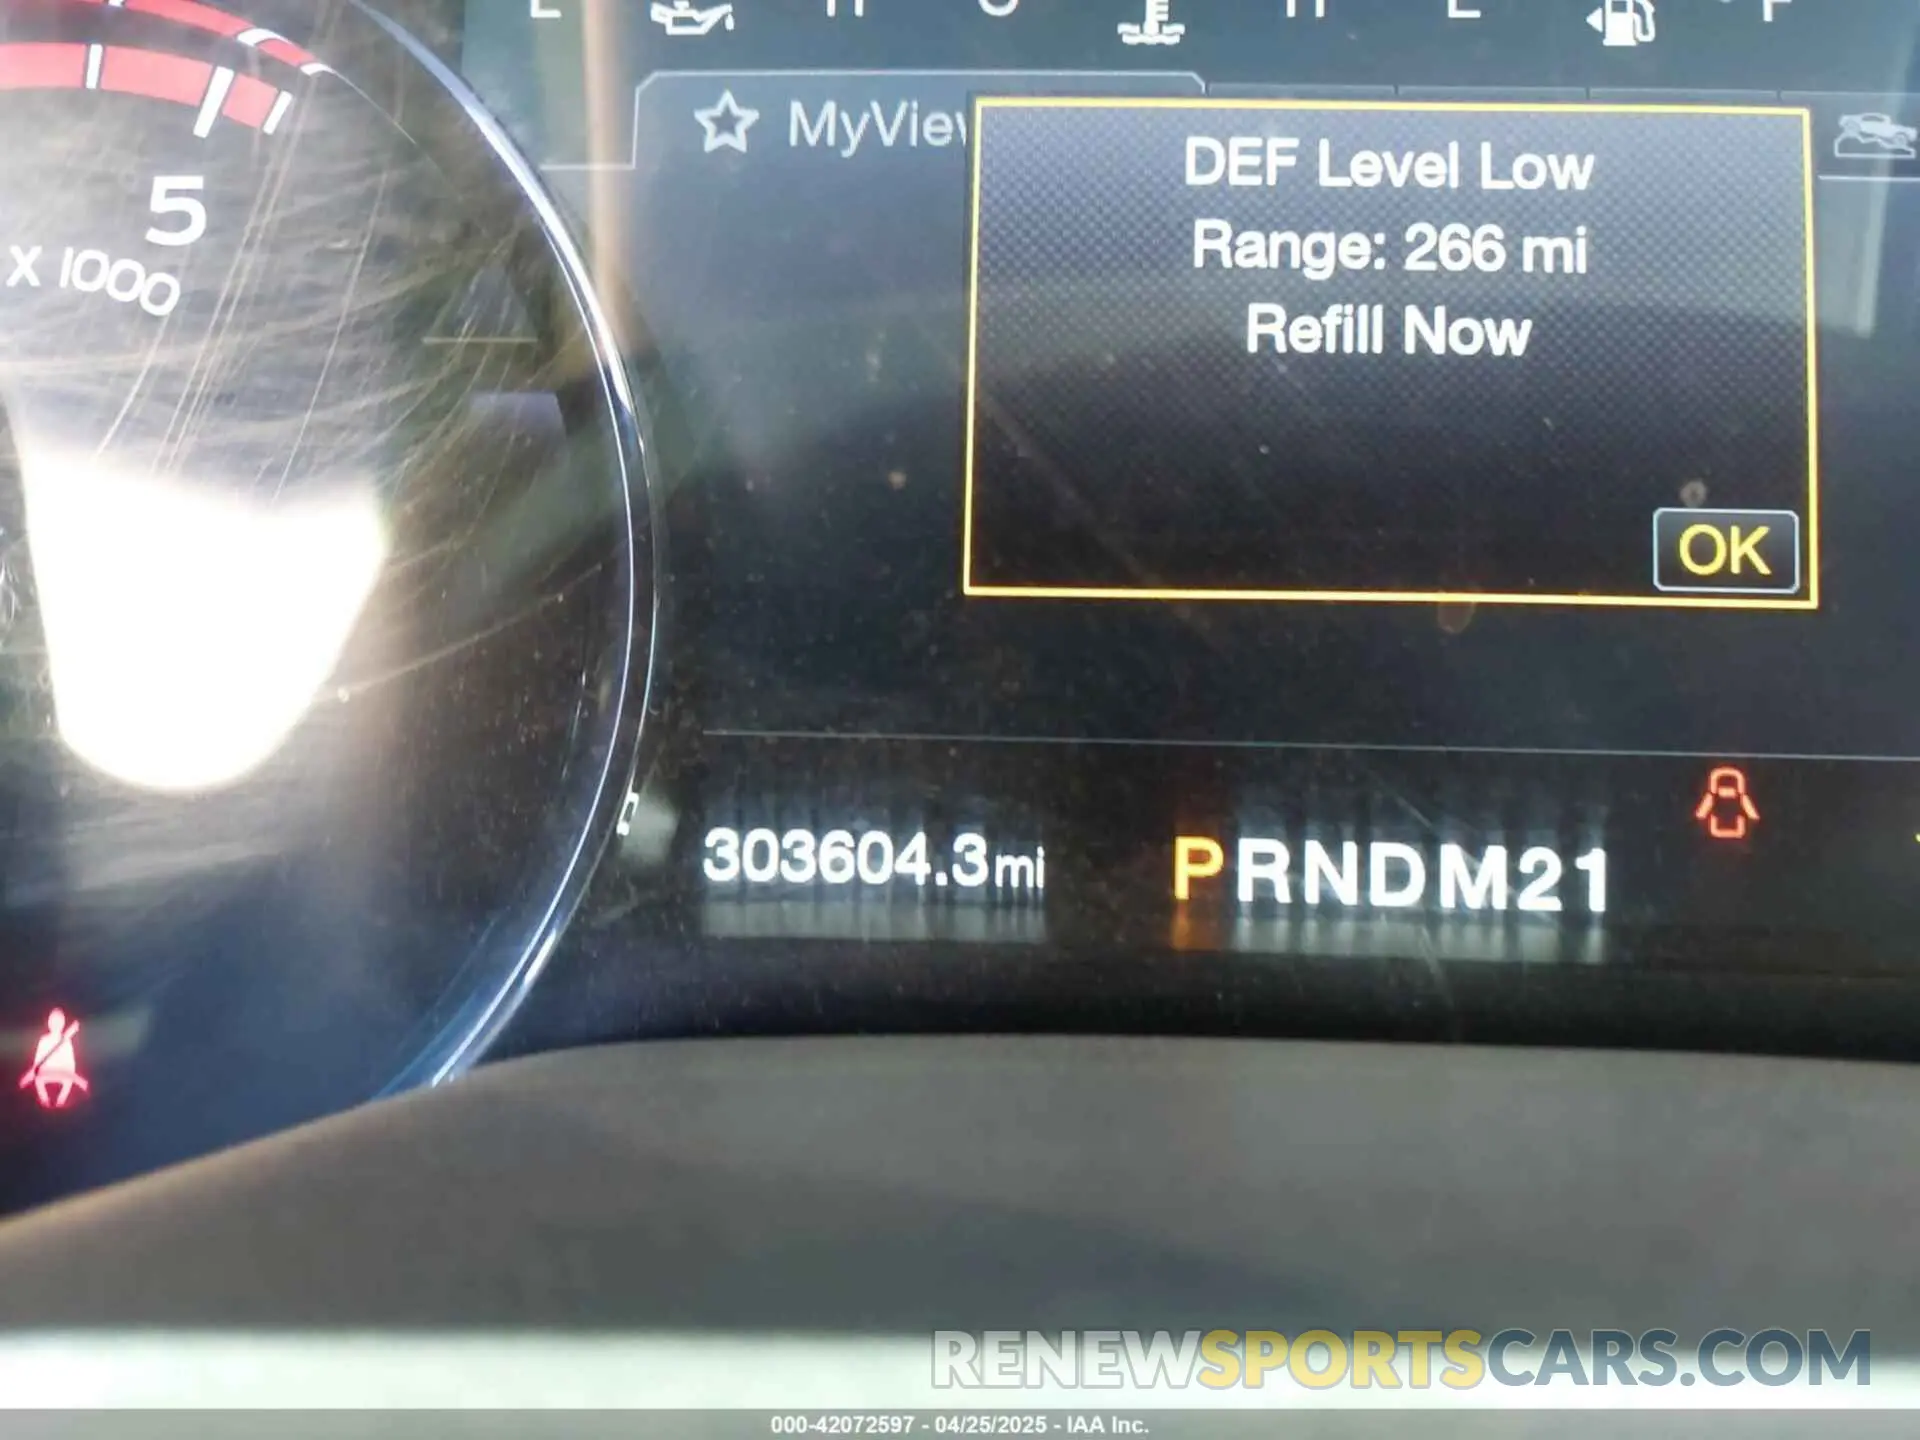 MyView
DEF Level Low
Range: 266 mi
Refill Now
OK
5
X 1000
303604.3mi
PRNDM21
RENEWSPORTSCARS.COM
000-42072597 - 04/25/2025 - IAA Inc.